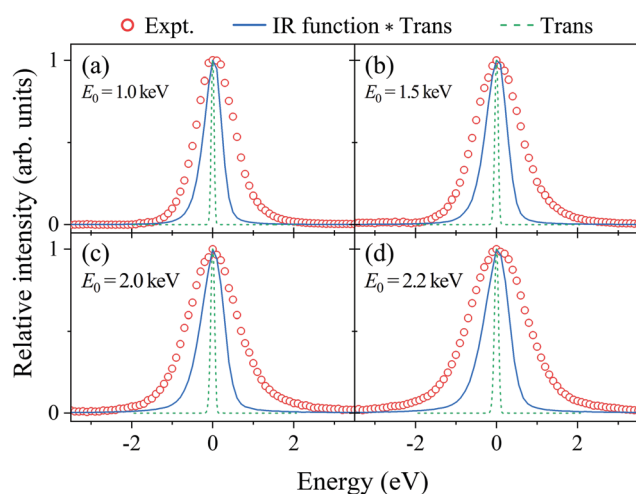 Expt. IR function * Trans Trans
Relative intensity (arb. units)
1
0
1
0
(a)
E0 = 1.0 keV
(b)
E0 = 1.5 keV
(c)
E0 = 2.0 keV
(d)
E0 = 2.2 keV
-2 0 2 -2 0 2
Energy (eV)